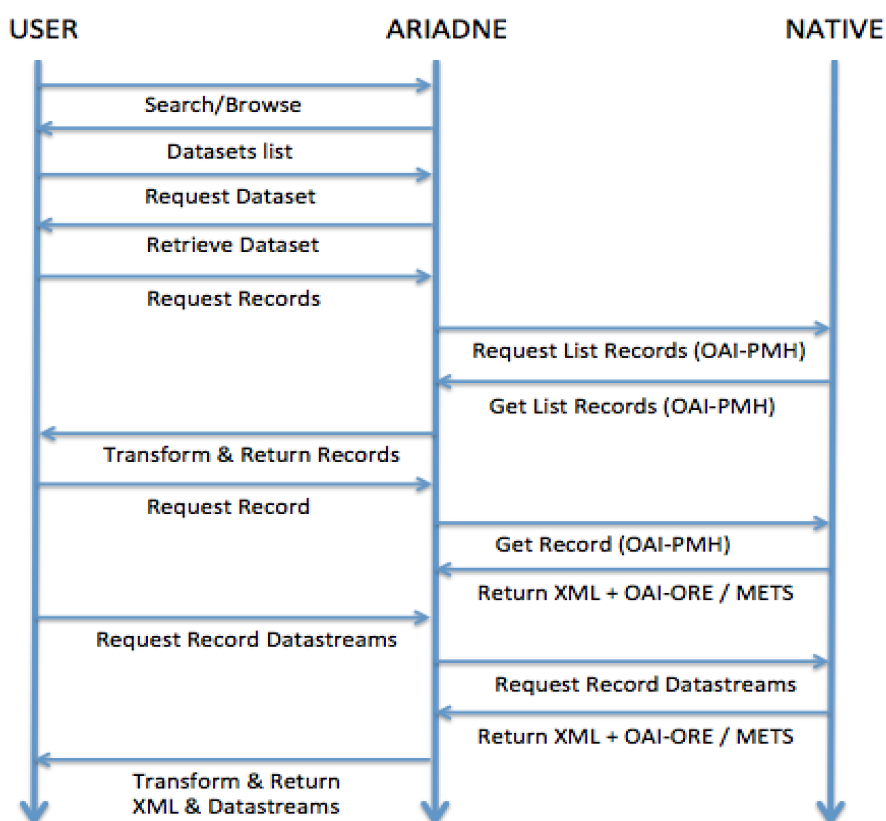 USER ARIADNE NATIVE
Search/Browse
Datasets list
Request Dataset
Retrieve Dataset
Request Records
Request List Records (OAI-PMH)
Get List Records (OAI-PMH)
Transform & Return Records
Request Record
Get Record (OAI-PMH)
Return XML + OAI-ORE / METS
Request Record Datastreams
Request Record Datastreams
Return XML + OAI-ORE / METS
Transform & Return
XML & Datastreams